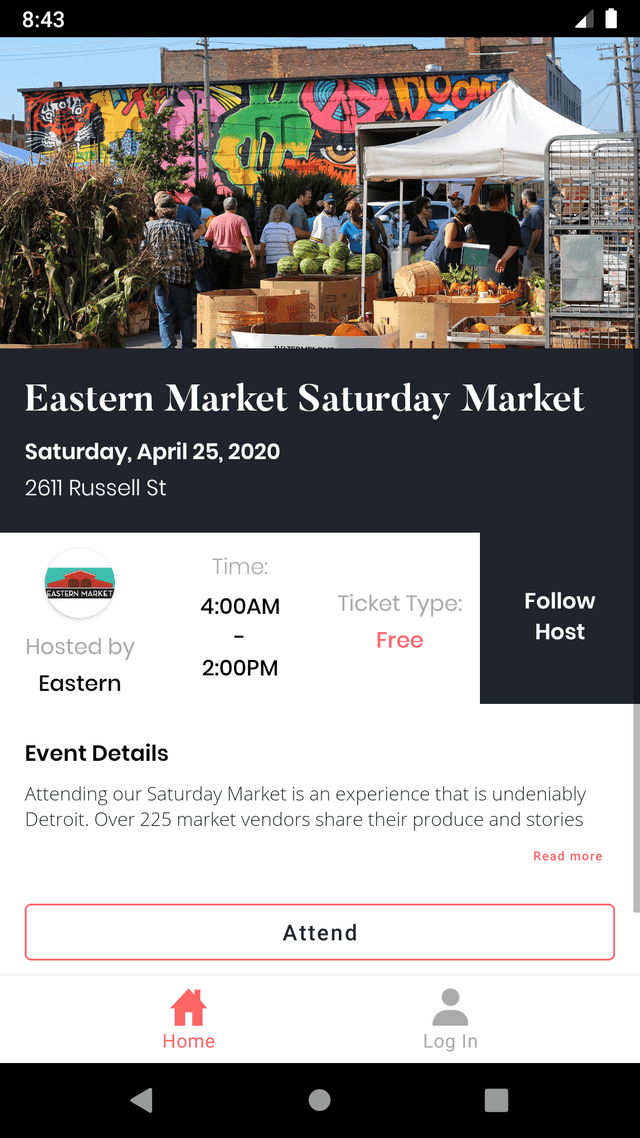 8:43
DOOM
EASTERN MARKET
Eastern Market Saturday Market
Saturday, April 25, 2020
2611 Russell St
Hosted by
Eastern
Time:
4:00AM
-
2:00PM
Ticket Type:
Free
Follow
Host
Event Details
Attending our Saturday Market is an experience that is undeniably
Detroit. Over 225 market vendors share their produce and stories
Read more
Attend
Home
Log In